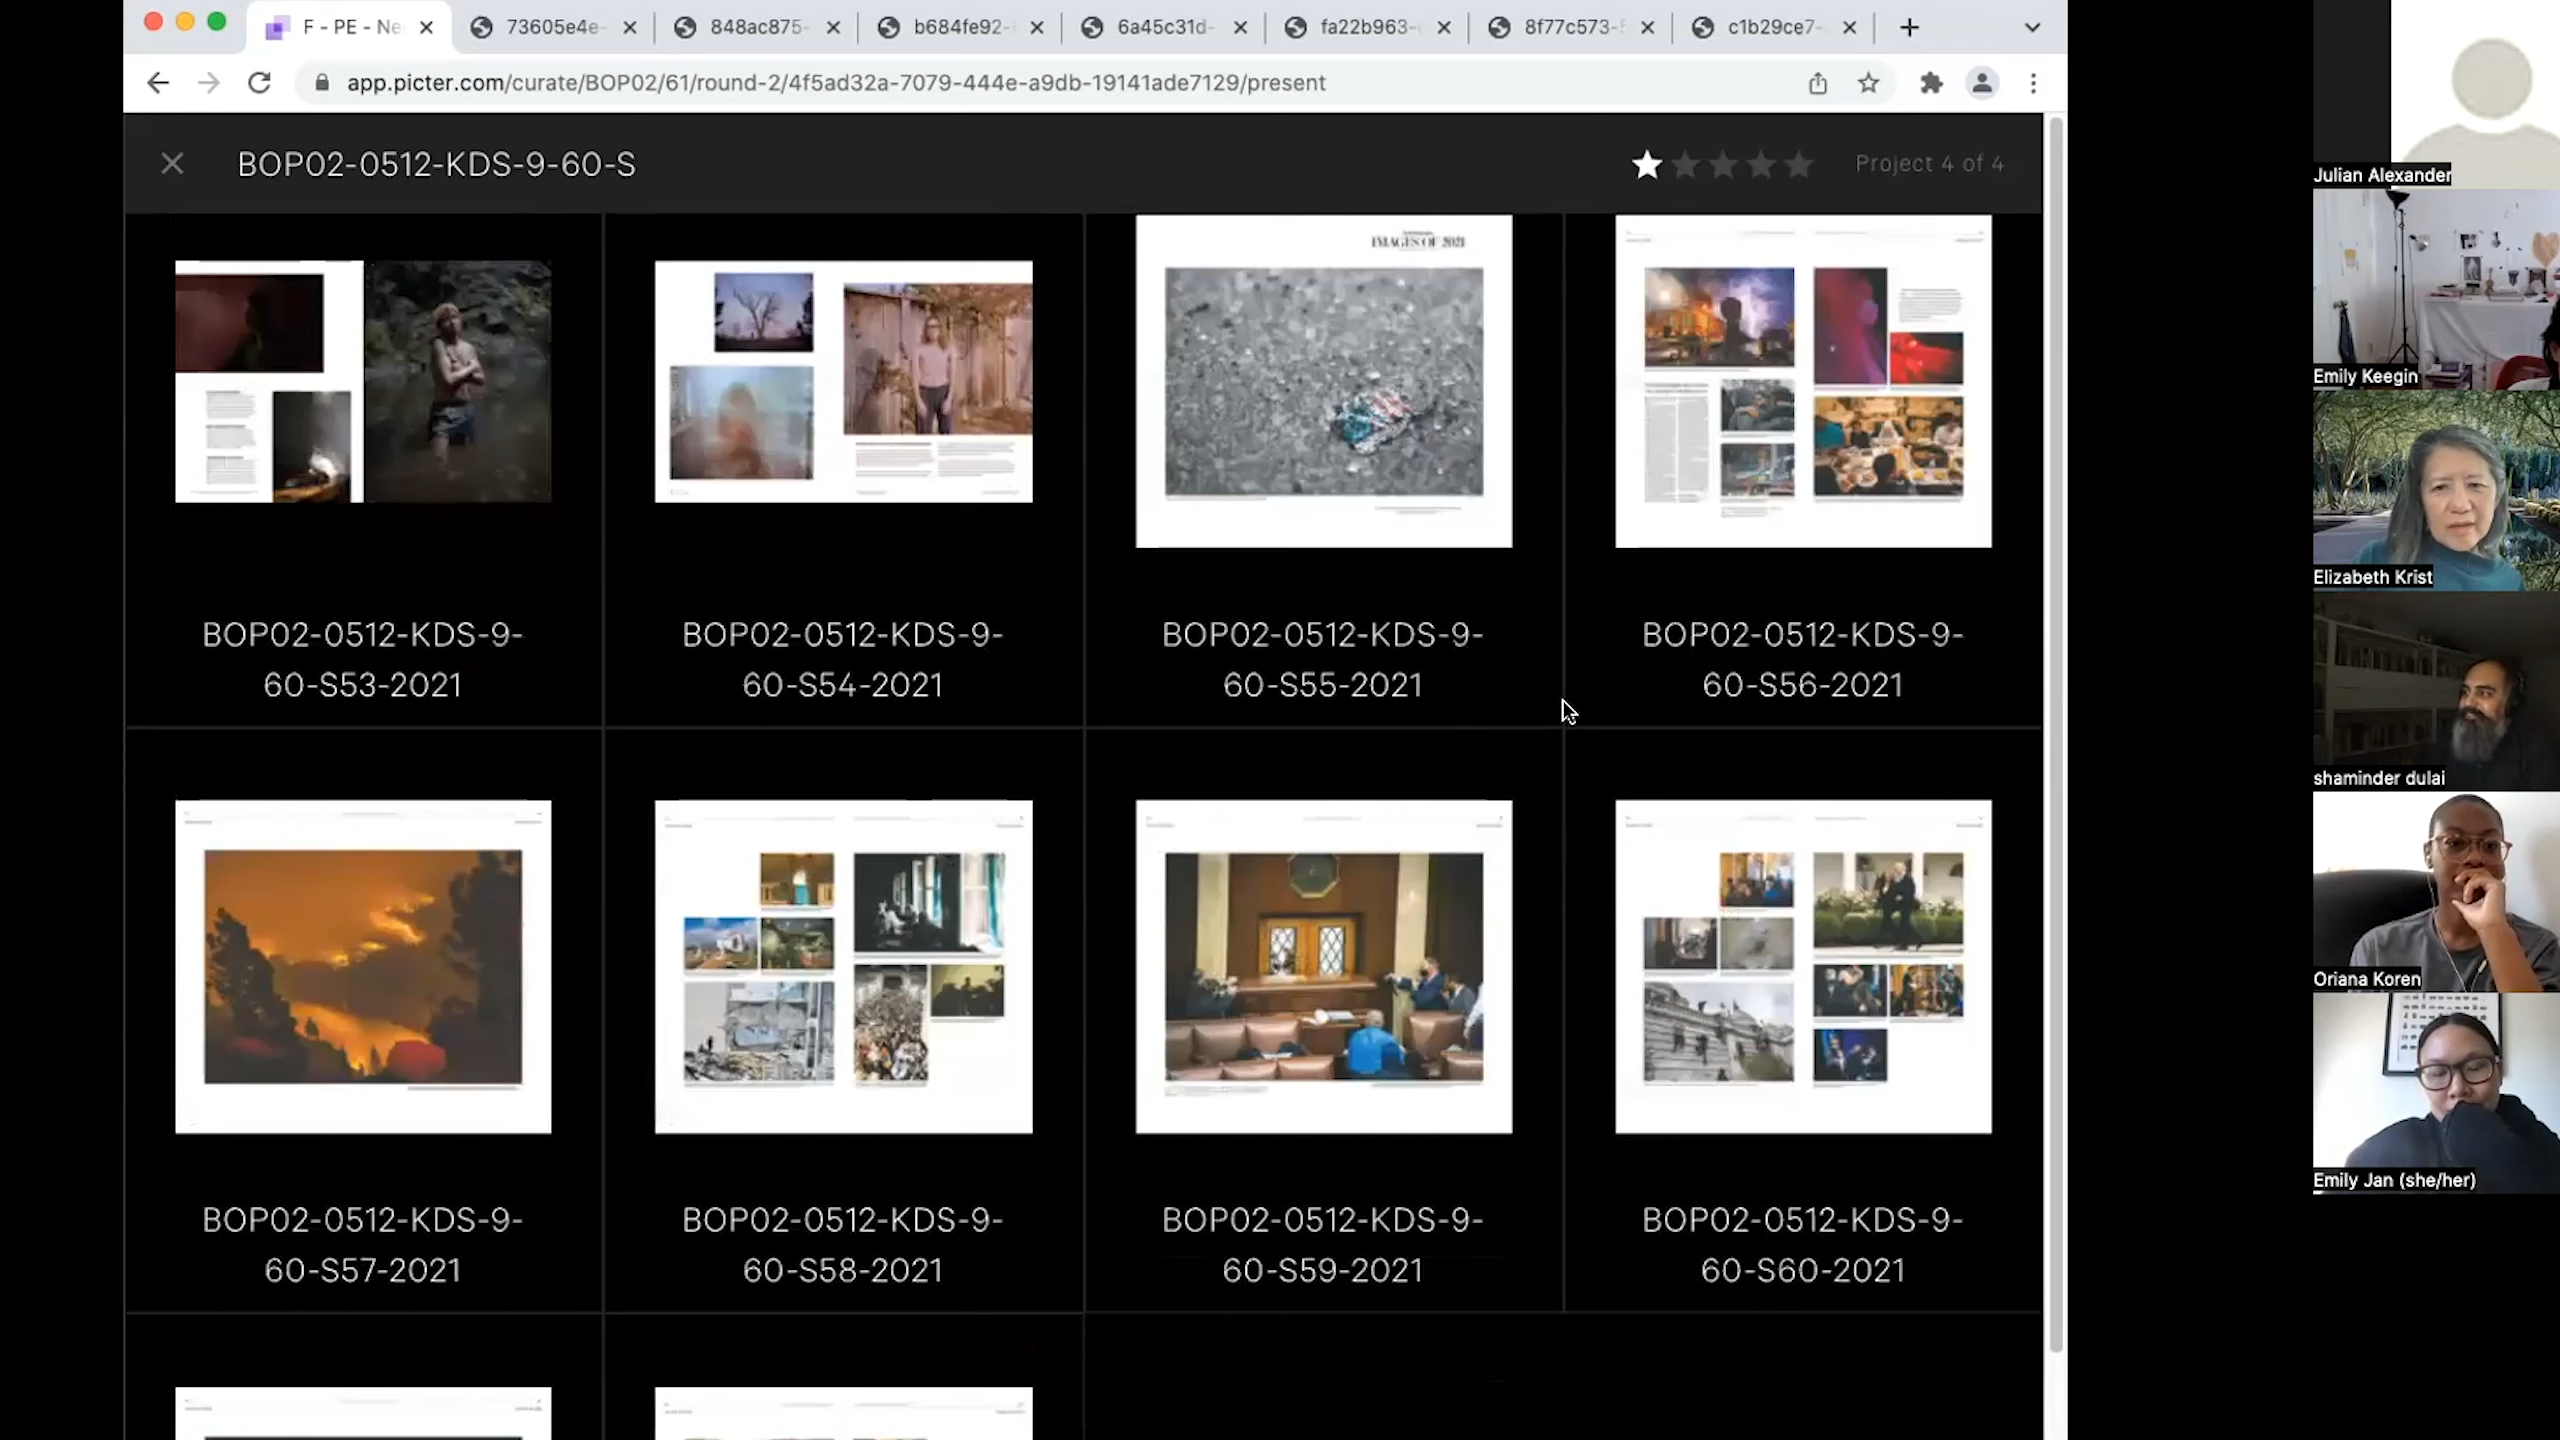 F - PE - Ne
73605e4e-
848ac875-
b684fe92-
6a45c31d-
fa22b963-
8f77c573-
c1b29ce7-
app.picter.com/curate/BOP02/61/round-2/4f5ad32a-7079-444e-a9db-19141ade7129/present
BOP02-0512-KDS-9-60-S
Project 4 of 4
IMAGES OF 2021
BOP02-0512-KDS-9-
60-S53-2021
BOP02-0512-KDS-9-
60-S54-2021
BOP02-0512-KDS-9-
60-S55-2021
BOP02-0512-KDS-9-
60-S56-2021
BOP02-0512-KDS-9-
60-S57-2021
BOP02-0512-KDS-9-
60-S58-2021
BOP02-0512-KDS-9-
60-S59-2021
BOP02-0512-KDS-9-
60-S60-2021
Julian Alexander
Emily Keegin
Elizabeth Krist
shaminder dulai
Oriana Koren
Emily Jan (she/her)